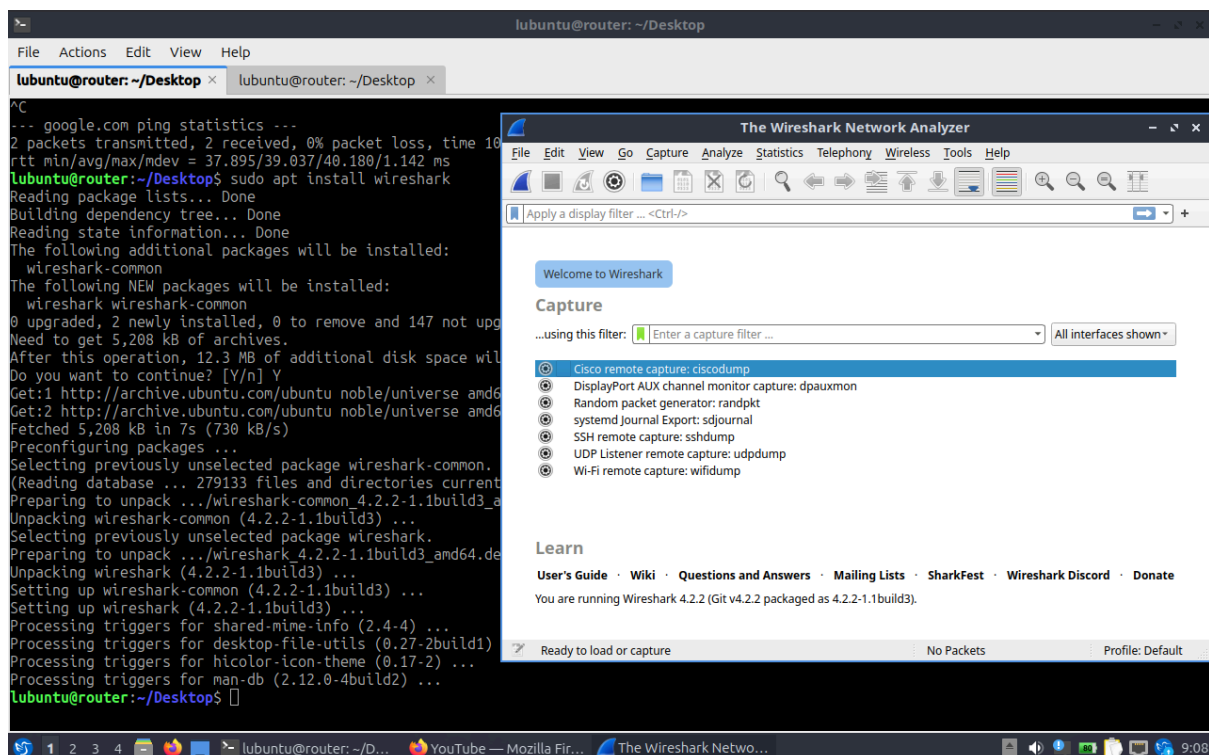 lubuntu@router: ~/Desktop
File Actions Edit View Help
lubuntu@router: ~/Desktop × lubuntu@router: ~/Desktop ×
^C
--- google.com ping statistics ---
2 packets transmitted, 2 received, 0% packet loss, time 10
rtt min/avg/max/mdev = 37.895/39.037/40.180/1.142 ms
lubuntu@router:~/Desktop$ sudo apt install wireshark
Reading package lists... Done
Building dependency tree... Done
Reading state information... Done
The following additional packages will be installed:
wireshark-common
The following NEW packages will be installed:
wireshark wireshark-common
0 upgraded, 2 newly installed, 0 to remove and 147 not upg
Need to get 5,208 kB of archives.
After this operation, 12.3 MB of additional disk space wil
Do you want to continue? [Y/n] Y
Get:1 http://archive.ubuntu.com/ubuntu noble/universe amd6
Get:2 http://archive.ubuntu.com/ubuntu noble/universe amd6
Fetched 5,208 kB in 7s (730 kB/s)
Preconfiguring packages ...
Selecting previously unselected package wireshark-common.
(Reading database ... 279133 files and directories current
Preparing to unpack .../wireshark-common_4.2.2-1.1build3_a
Unpacking wireshark-common (4.2.2-1.1build3) ...
Selecting previously unselected package wireshark.
Preparing to unpack .../wireshark_4.2.2-1.1build3_amd64.de
Unpacking wireshark (4.2.2-1.1build3) ...
Setting up wireshark-common (4.2.2-1.1build3) ...
Setting up wireshark (4.2.2-1.1build3) ...
Processing triggers for shared-mime-info (2.4-4) ...
Processing triggers for desktop-file-utils (0.27-2build1)
Processing triggers for hicolor-icon-theme (0.17-2) ...
Processing triggers for man-db (2.12.0-4build2) ...
lubuntu@router:~/Desktop$
The Wireshark Network Analyzer
File Edit View Go Capture Analyze Statistics Telephony Wireless Tools Help
Apply a display filter ... <Ctrl-/>
Welcome to Wireshark
Capture
...using this filter: Enter a capture filter ... All interfaces shown
Cisco remote capture: ciscodump
DisplayPort AUX channel monitor capture: dpauxmon
Random packet generator: randpkt
systemd Journal Export: sdjournal
SSH remote capture: sshdump
UDP Listener remote capture: udpdump
Wi-Fi remote capture: wifidump
Learn
User's Guide · Wiki · Questions and Answers · Mailing Lists · SharkFest · Wireshark Discord · Donate
You are running Wireshark 4.2.2 (Git v4.2.2 packaged as 4.2.2-1.1build3).
Ready to load or capture No Packets Profile: Default
1 2 3 4 lubuntu@router: ~/D... YouTube — Mozilla Fir... The Wireshark Netwo... 80 9:08